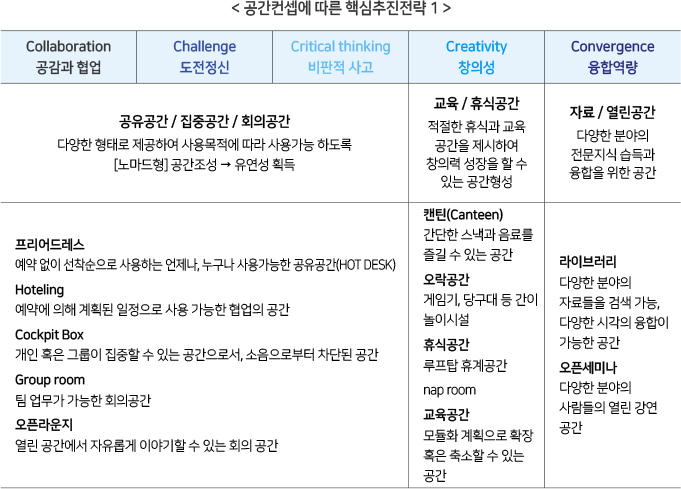 < 공간컨셉에 따른 핵심추진전략 1 >
Collaboration
공감과 협업
Challenge
도전정신
Critical thinking
비판적 사고
Creativity
창의성
Convergence
융합역량
공유공간 / 집중공간 / 회의공간
다양한 형태로 제공하여 사용목적에 따라 사용가능 하도록
[노마드형] 공간조성 → 유연성 획득
교육 / 휴식공간
적절한 휴식과 교육
공간을 제시하여
창의력 성장을 할 수
있는 공간형성
자료 / 열린공간
다양한 분야의
전문지식 습득과
융합을 위한 공간
프리어드레스
예약 없이 선착순으로 사용하는 언제나, 누구나 사용가능한 공유공간(HOT DESK)
Hoteling
예약에 의해 계획된 일정으로 사용 가능한 협업의 공간
Cockpit Box
개인 혹은 그룹이 집중할 수 있는 공간으로서, 소음으로부터 차단된 공간
Group room
팀 업무가 가능한 회의공간
오픈라운지
열린 공간에서 자유롭게 이야기할 수 있는 회의 공간
캔틴(Canteen)
간단한 스낵과 음료를
즐길 수 있는 공간
오락공간
게임기, 당구대 등 간이
놀이시설
휴식공간
루프탑 휴게공간
nap room
교육공간
모듈화 계획으로 확장
혹은 축소할 수 있는
공간
라이브러리
다양한 분야의
자료들을 검색 가능,
다양한 시각의 융합이
가능한 공간
오픈세미나
다양한 분야의
사람들의 열린 강연
공간